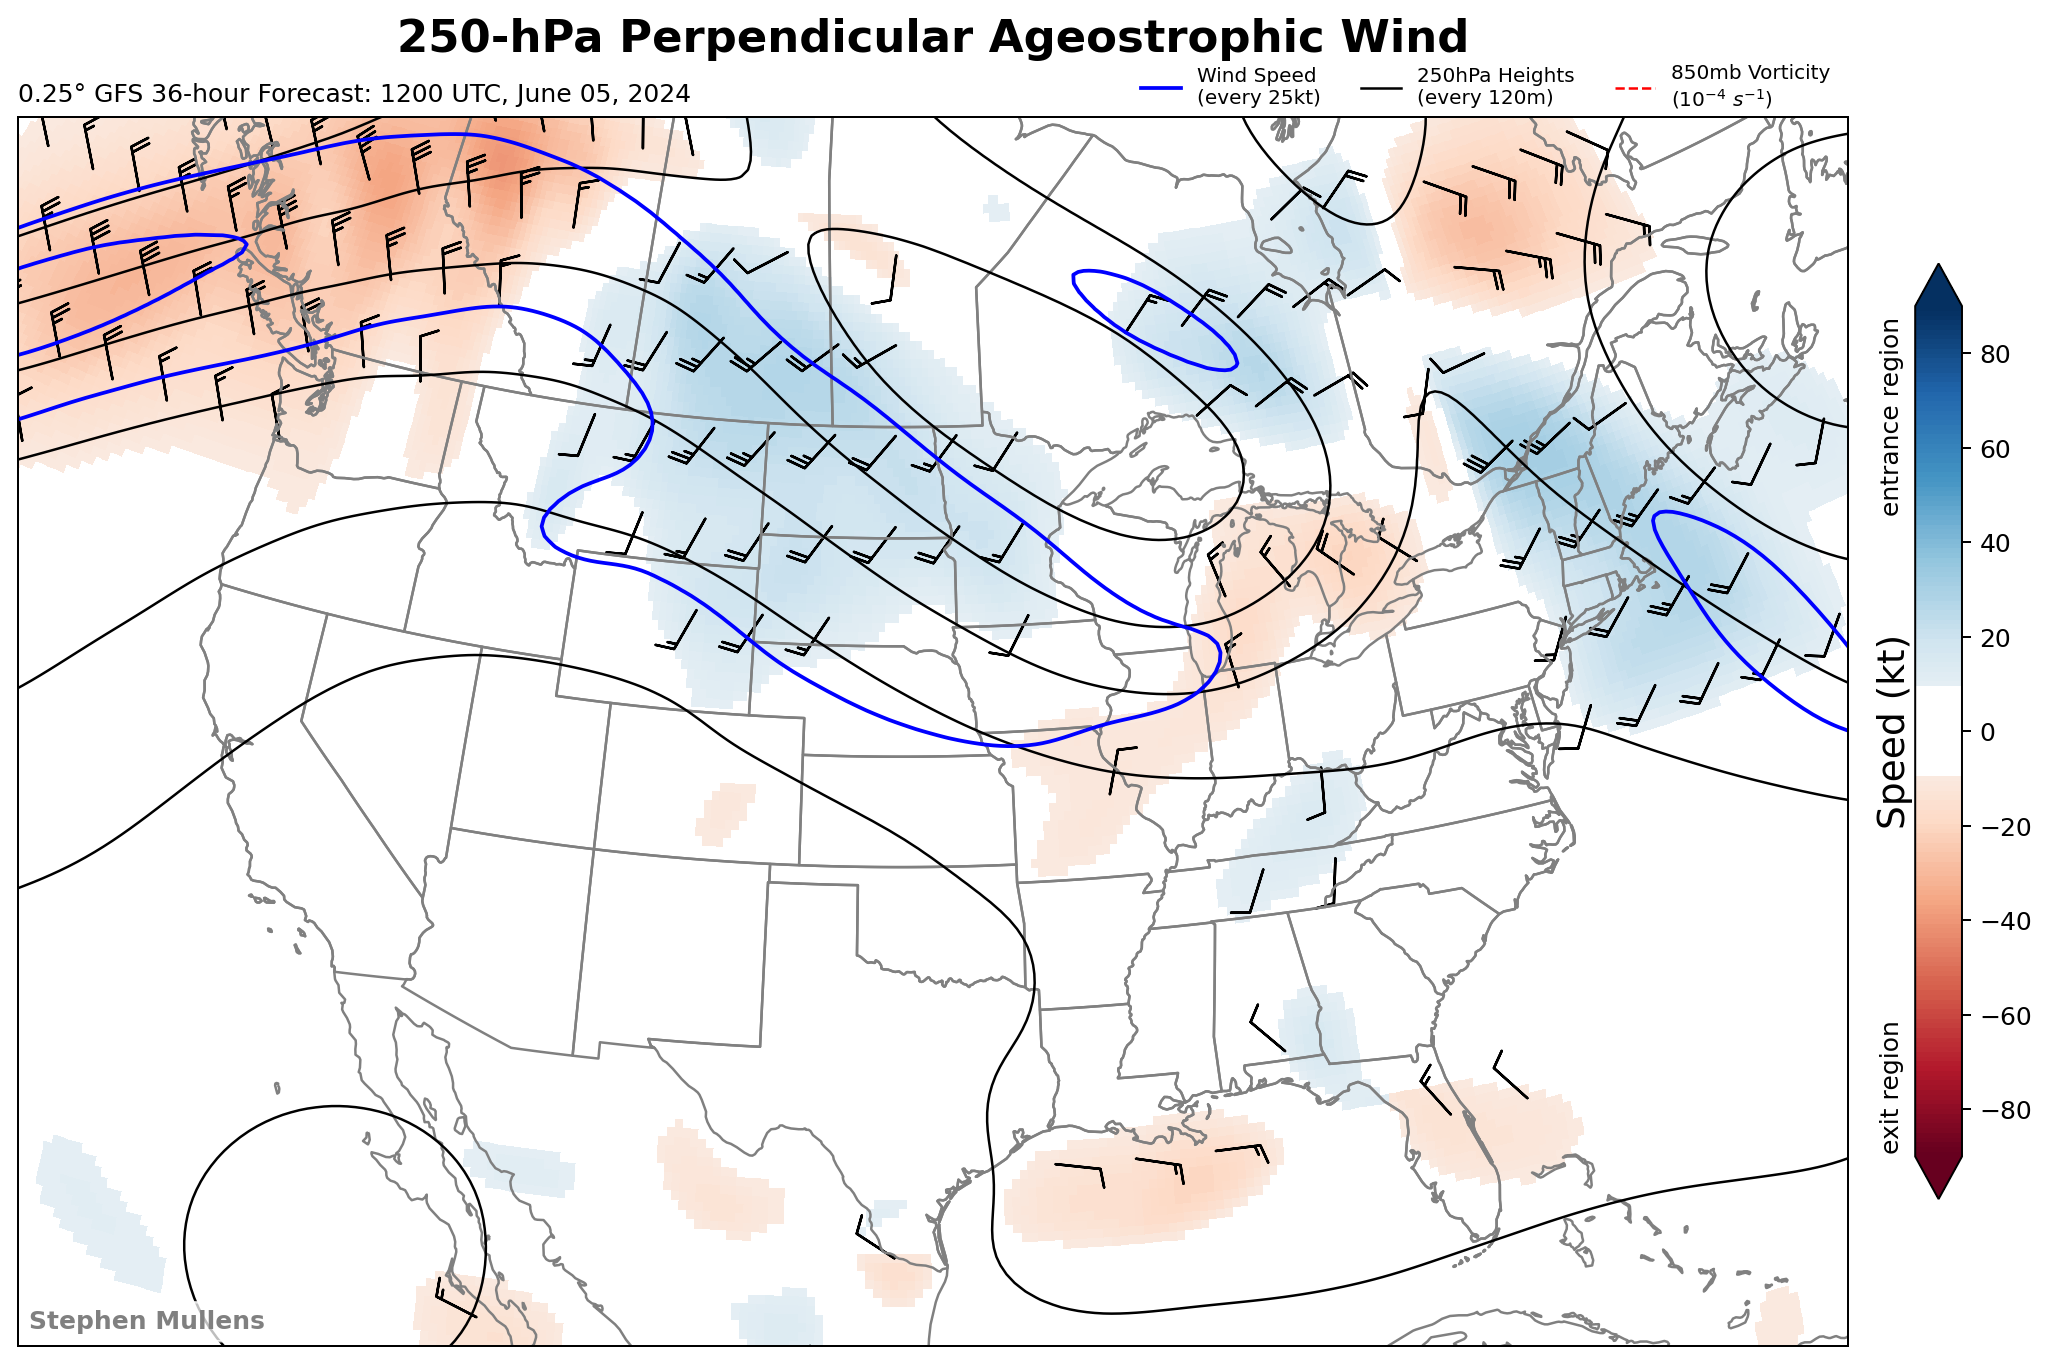 250-hPa Perpendicular Ageostrophic Wind
0.25° GFS 36-hour Forecast: 1200 UTC, June 05, 2024
Wind Speed
(every 25kt)
250hPa Heights
(every 120m)
850mb Vorticity
(10⁻⁴ s⁻¹)
entrance region
Speed (kt)
exit region
80
60
40
20
0
−20
−40
−60
−80
Stephen Mullens